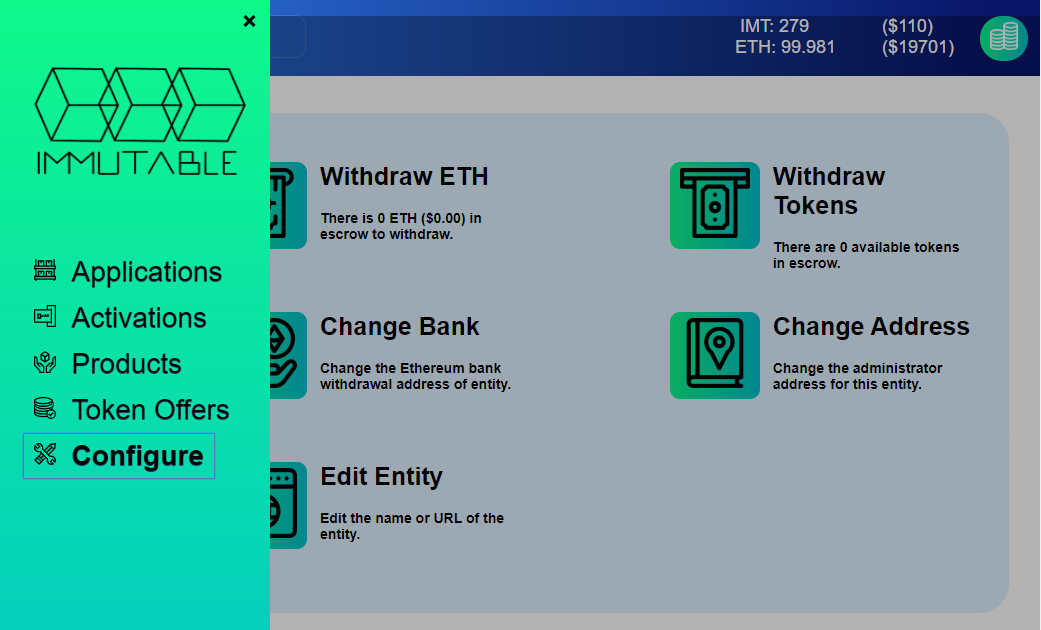 ×
IMMUTABLE
Applications
Activations
Products
Token Offers
Configure
IMT: 279 ($110)
ETH: 99.981 ($19701)
Withdraw ETH
There is 0 ETH ($0.00) in
escrow to withdraw.
Withdraw
Tokens
There are 0 available tokens
in escrow.
Change Bank
Change the Ethereum bank
withdrawal address of entity.
Change Address
Change the administrator
address for this entity.
Edit Entity
Edit the name or URL of the
entity.